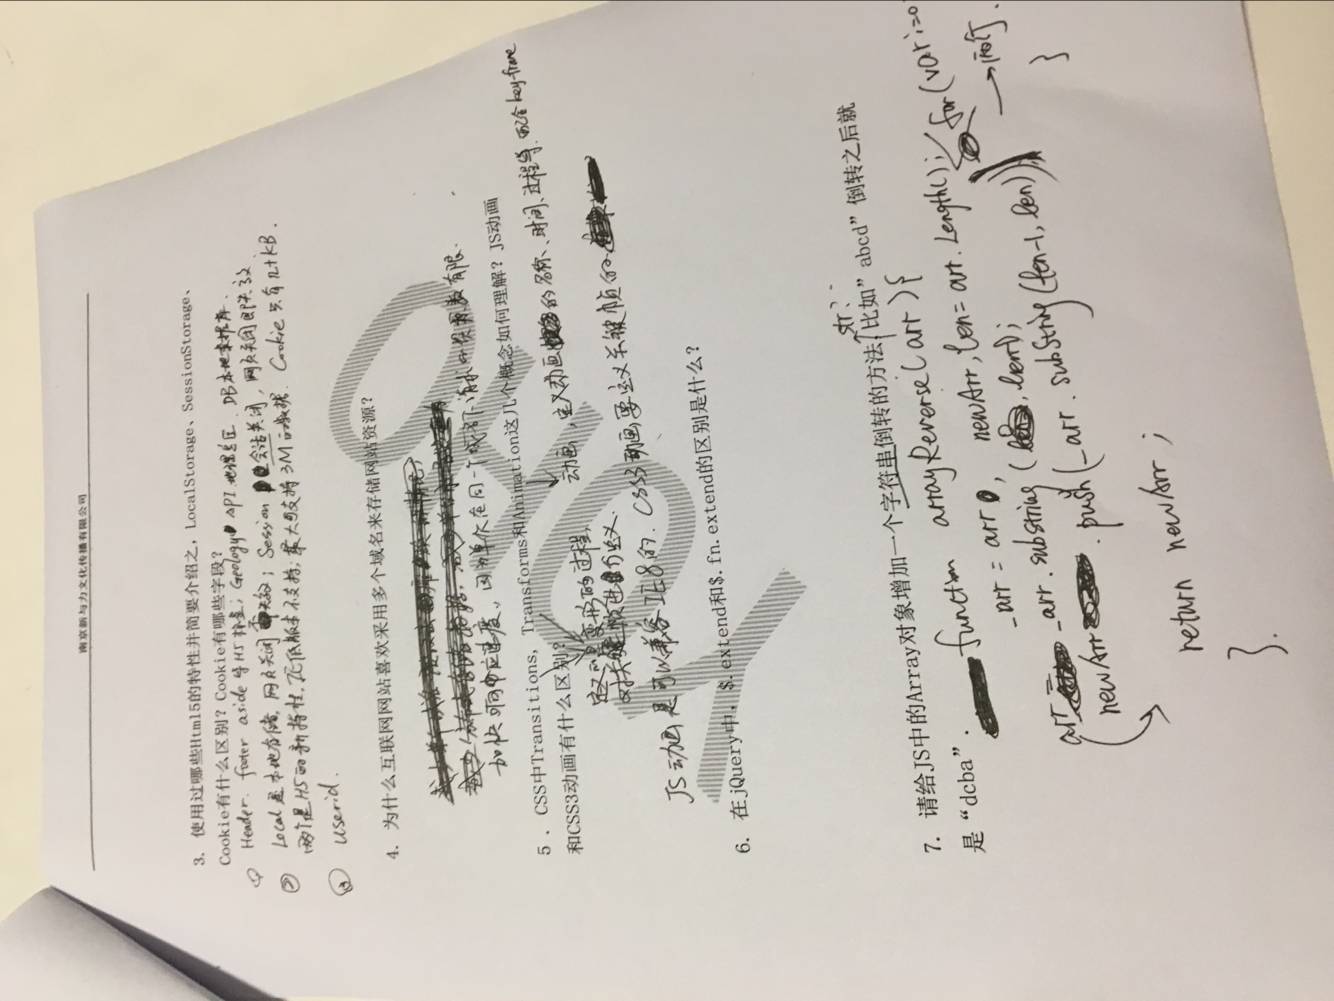 南京新与力文化传播有限公司
3. 使用过哪些Html5的特性并简要介绍之，LocalStorage、SessionStorage、
Cookie有什么区别？Cookie有哪些字段？
① Header. footer aside 等H5标签；Geology API 地理 DB本地数据库.
② Local是本地存储，网页关闭 ；Session 会话关闭，网页关闭即失效
两个是H5的新特性，IE低版本不支持；最大可支持3M的数据. Cookie只有几十KB.
③ userid.
4. 为什么互联网网站喜欢采用多个域名来存储网站资源？
加快响应速度，因为单次在同一个域名下请求的资源数有限.
5 . CSS中Transitions, Transforms和Animation这几个概念如何理解？JS动画
和CSS3动画有什么区别？
动画，定义动画 的名称、时间、过程等. 配合key-frame
定义的是变形的过程，
对关键帧进行定义.
JS动画是可以兼容IE8的. CSS3动画要定义关键帧的
6. 在jQuery中，$.extend和$.fn.extend的区别是什么？
str?
7. 请给JS中的Array对象增加一个字符串倒转的方法，比如”abcd”倒转之后就
是“dcba”.
function arrayReverse(arr){
_arr = arr , newArr, len= arr.Length(); for(var i=0
arr = _arr.substring ( , len-1); →两行.
newArr .push(_arr.subString(len-1, len)) }
return newArr ;
}.
YOHO